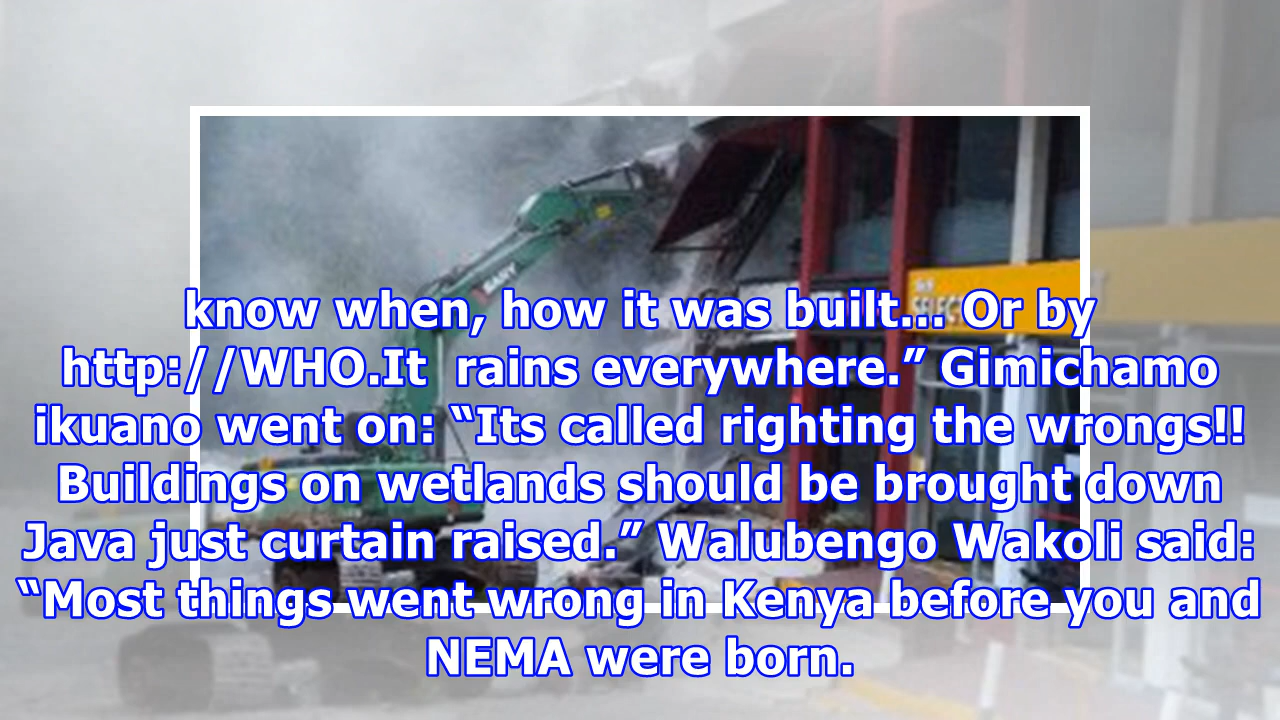 SANY
SELECT
know when, how it was built... Or by
http://WHO.It  rains everywhere.” Gimichamo
ikuano went on: “Its called righting the wrongs!!
Buildings on wetlands should be brought down
Java just curtain raised.” Walubengo Wakoli said:
“Most things went wrong in Kenya before you and
NEMA were born.